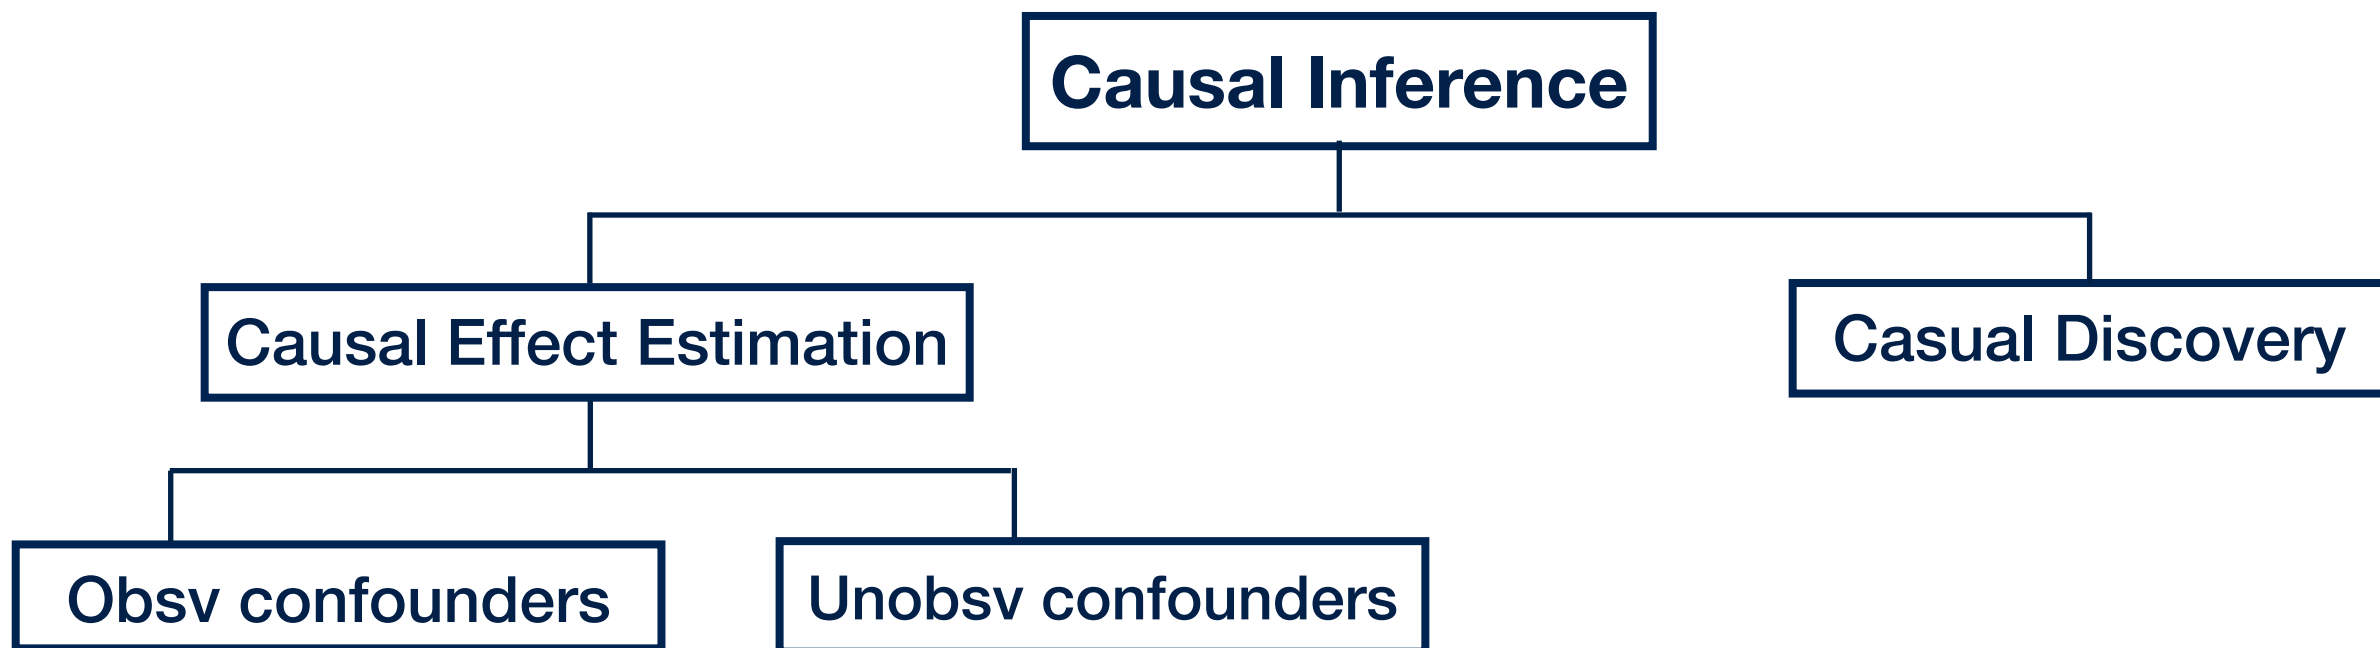 Causal Inference
Causal Effect Estimation
Casual Discovery
Obsv confounders
Unobsv confounders